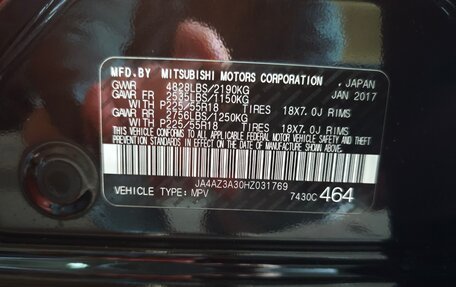 MFD.BY MITSUBISHI MOTORS CORPORATION , JAPAN
GVWR 4829LBS/2190KG JAN 2017
GAWR FR 2535LBS/1150KG
WITH P225/55R18 TIRES 18X7.0J RIMS
GAWR RR 2756LBS/1250KG
WITH P225/55R18 TIRES 18X7.0J RIMS
THIS VEHICLE CONFORMS TO ALL APPLICABLE FEDERAL MOTOR VEHICLE SAFETY AND THEFT
PREVENTION STANDARDS IN EFFECT ON THE DATE OF MANUFACTURE SHOWN ABOVE.
JA4AZ3A30HZ031769
VEHICLE TYPE: MPV 7430C 464